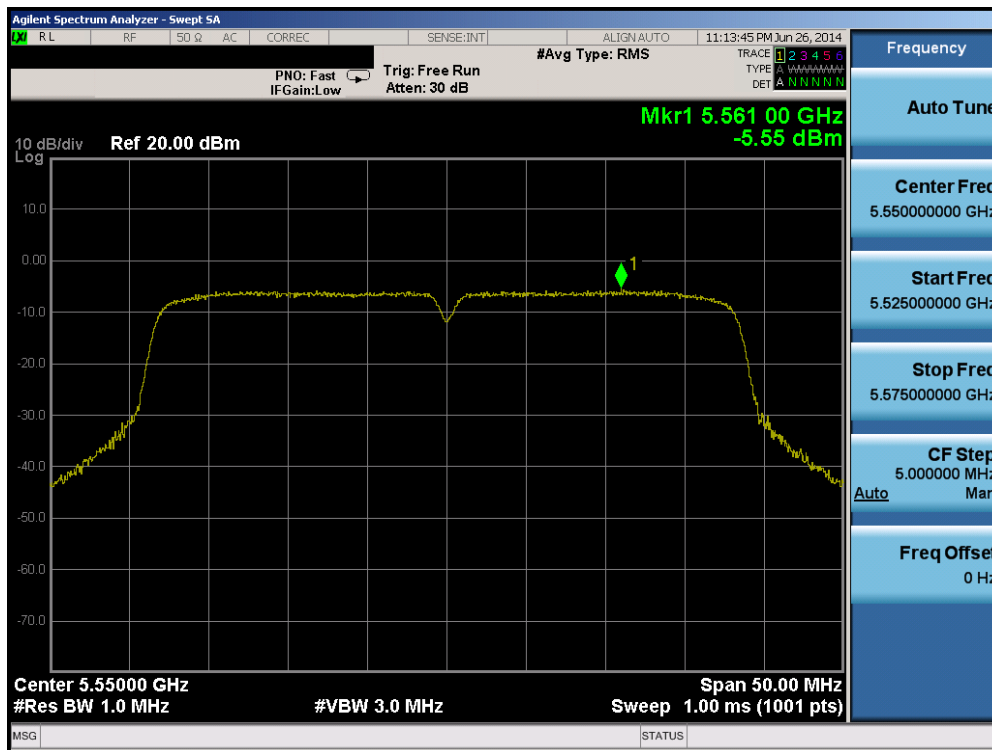 Agilent Spectrum Analyzer - Swept SA
LXI RL RF 50 Ω AC CORREC SENSE:INT ALIGN AUTO 11:13:45 PM Jun 26, 2014
Frequency
#Avg Type: RMS
TRACE 1 2 3 4 5 6
TYPE A WWWWWW
DET A N N N N N
PNO: Fast Trig: Free Run
IFGain:Low Atten: 30 dB
Auto Tune
Mkr1 5.561 00 GHz
-5.55 dBm
10 dB/div Ref 20.00 dBm
Log
10.0
0.00
-10.0
-20.0
-30.0
-40.0
-50.0
-60.0
-70.0
1
Center Freq
5.550000000 GHz
Start Freq
5.525000000 GHz
Stop Freq
5.575000000 GHz
CF Step
5.000000 MHz
Auto Man
Freq Offset
0 Hz
Center 5.55000 GHz Span 50.00 MHz
#Res BW 1.0 MHz #VBW 3.0 MHz Sweep 1.00 ms (1001 pts)
MSG STATUS